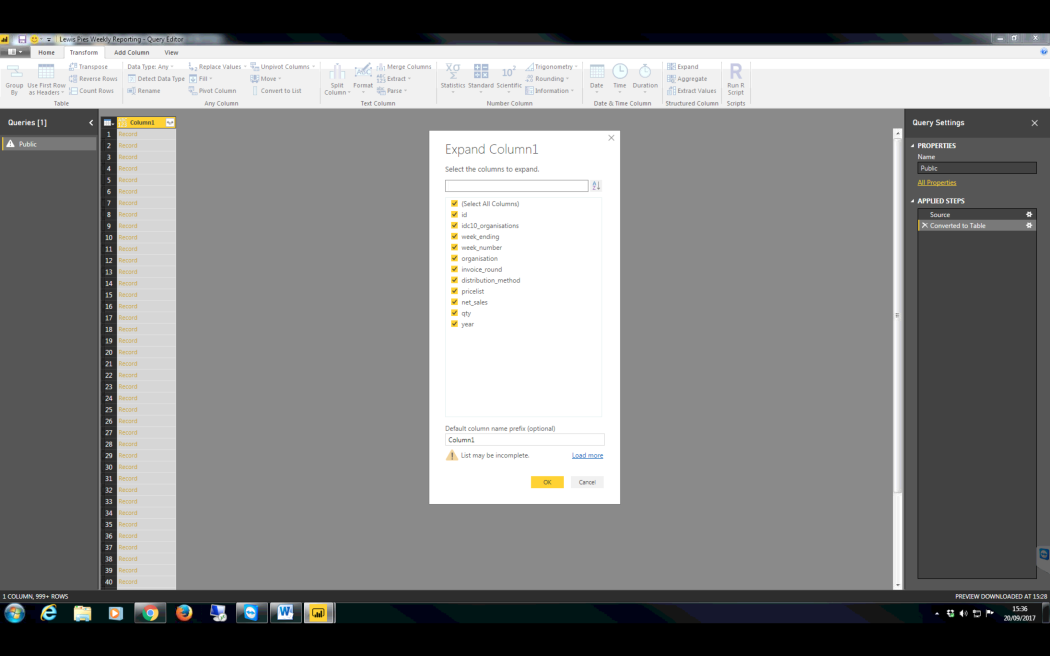 Lewis Pies Weekly Reporting - Query Editor
Home Transform Add Column View
Group By
Use First Row as Headers
Transpose
Reverse Rows
Count Rows
Table
Data Type: Any
Detect Data Type
Rename
Replace Values
Fill
Pivot Column
Unpivot Columns
Move
Convert to List
Any Column
Split Column
Format
Merge Columns
Extract
Parse
Text Column
Statistics
Standard
Scientific
Trigonometry
Rounding
Information
Number Column
Date
Time
Duration
Date & Time Column
Expand
Aggregate
Extract Values
Structured Column
Run R Script
Scripts
Queries [1]
Public
Column1
1 Record
2 Record
3 Record
4 Record
5 Record
6 Record
7 Record
8 Record
9 Record
10 Record
11 Record
12 Record
13 Record
14 Record
15 Record
16 Record
17 Record
18 Record
19 Record
20 Record
21 Record
22 Record
23 Record
24 Record
25 Record
26 Record
27 Record
28 Record
29 Record
30 Record
31 Record
32 Record
33 Record
34 Record
35 Record
36 Record
37 Record
38 Record
39 Record
40 Record
Expand Column1
Select the columns to expand.
(Select All Columns)
id
idc10_organisations
week_ending
week_number
organisation
invoice_round
distribution_method
pricelist
net_sales
qty
year
Default column name prefix (optional)
Column1
List may be incomplete.
Load more
OK
Cancel
Query Settings
PROPERTIES
Name
Public
All Properties
APPLIED STEPS
Source
Converted to Table
1 COLUMN, 999+ ROWS
PREVIEW DOWNLOADED AT 15:28
15:36
20/09/2017